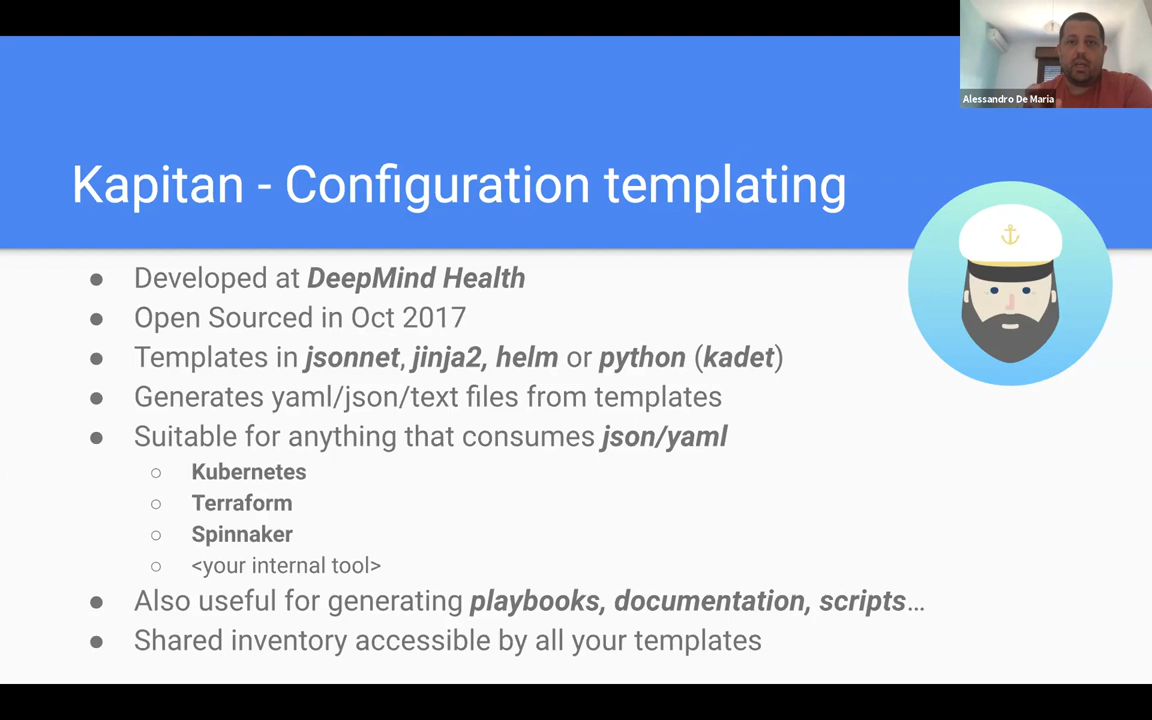 Alessandro De Maria
Kapitan - Configuration templating
● Developed at DeepMind Health
● Open Sourced in Oct 2017
● Templates in jsonnet, jinja2, helm or python (kadet)
● Generates yaml/json/text files from templates
● Suitable for anything that consumes json/yaml
○ Kubernetes
○ Terraform
○ Spinnaker
○ <your internal tool>
● Also useful for generating playbooks, documentation, scripts…
● Shared inventory accessible by all your templates